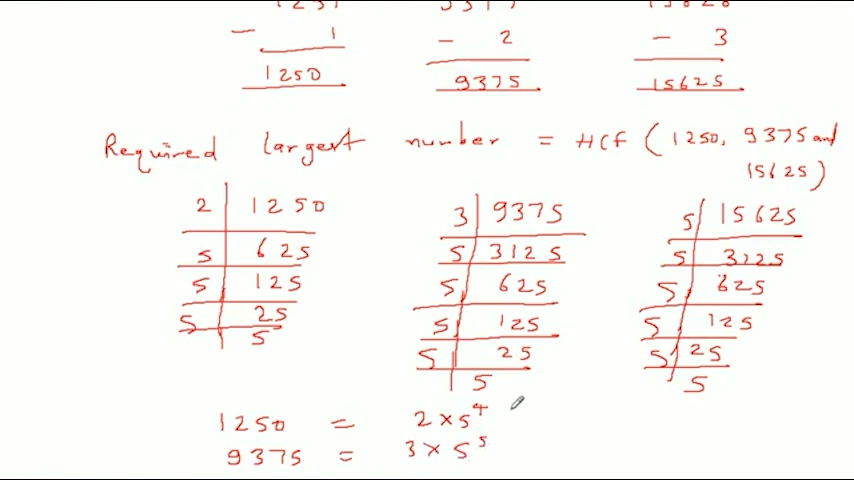 - 1 - 2 - 3
1250 9375 15625
Required largest number = HCF (1250, 9375 and
15625)
2 1250 3 9375 5 15625
5 625 5 3125 5 3125
5 125 5 625 5 625
5 25 5 125 5 125
5 5 25 5 25
5 5
1250 = 2 × 5⁴
9375 = 3 × 5⁵